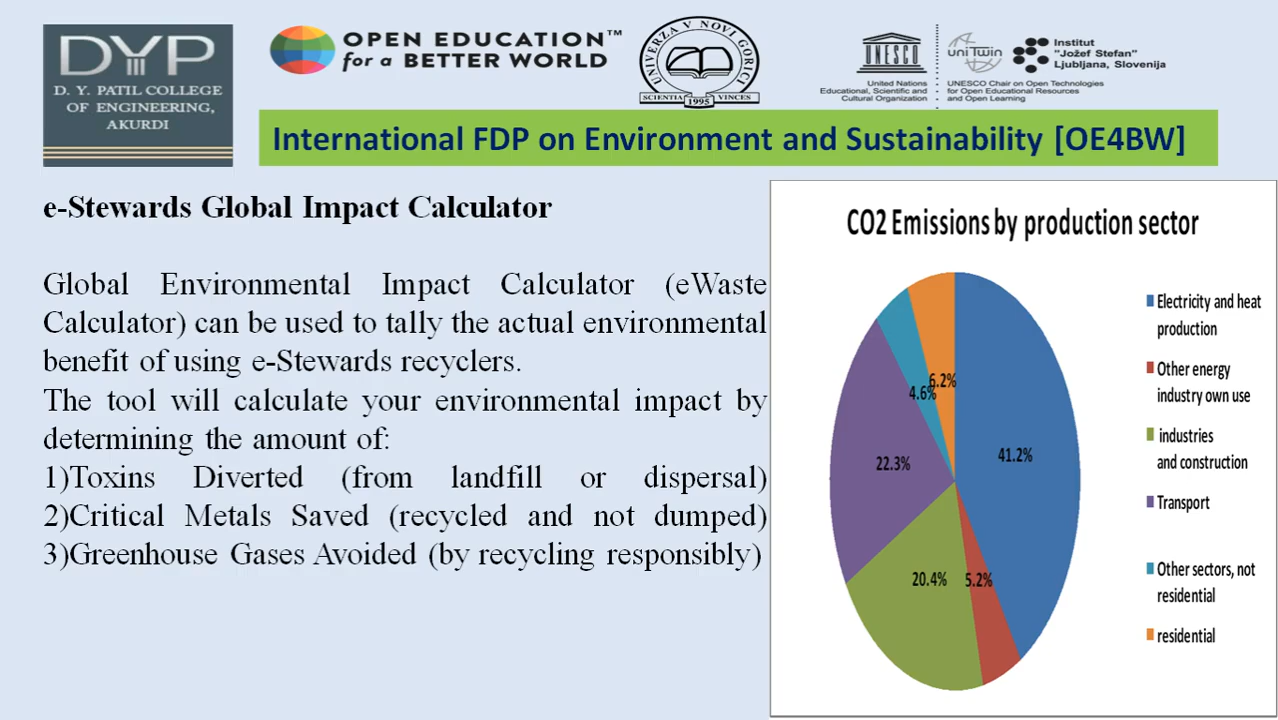 DYP
D. Y. PATIL COLLEGE
OF ENGINEERING,
AKURDI
OPEN EDUCATION™
for a BETTER WORLD
UNIVERZA V NOVI GORICI
SCIENTIA VINCES
1995
UNESCO
United Nations
Educational, Scientific and
Cultural Organization
uniTwin
Institut
"Jožef Stefan"
Ljubljana, Slovenija
UNESCO Chair on Open Technologies
for Open Educational Resources
and Open Learning
International FDP on Environment and Sustainability [OE4BW]
e-Stewards Global Impact Calculator
Global Environmental Impact Calculator (eWaste
Calculator) can be used to tally the actual environmental
benefit of using e-Stewards recyclers.
The tool will calculate your environmental impact by
determining the amount of:
1)Toxins Diverted (from landfill or dispersal)
2)Critical Metals Saved (recycled and not dumped)
3)Greenhouse Gases Avoided (by recycling responsibly)
CO2 Emissions by production sector
6.2%
4.6%
41.2%
22.3%
20.4%
5.2%
Electricity and heat
production
Other energy
industry own use
industries
and construction
Transport
Other sectors, not
residential
residential